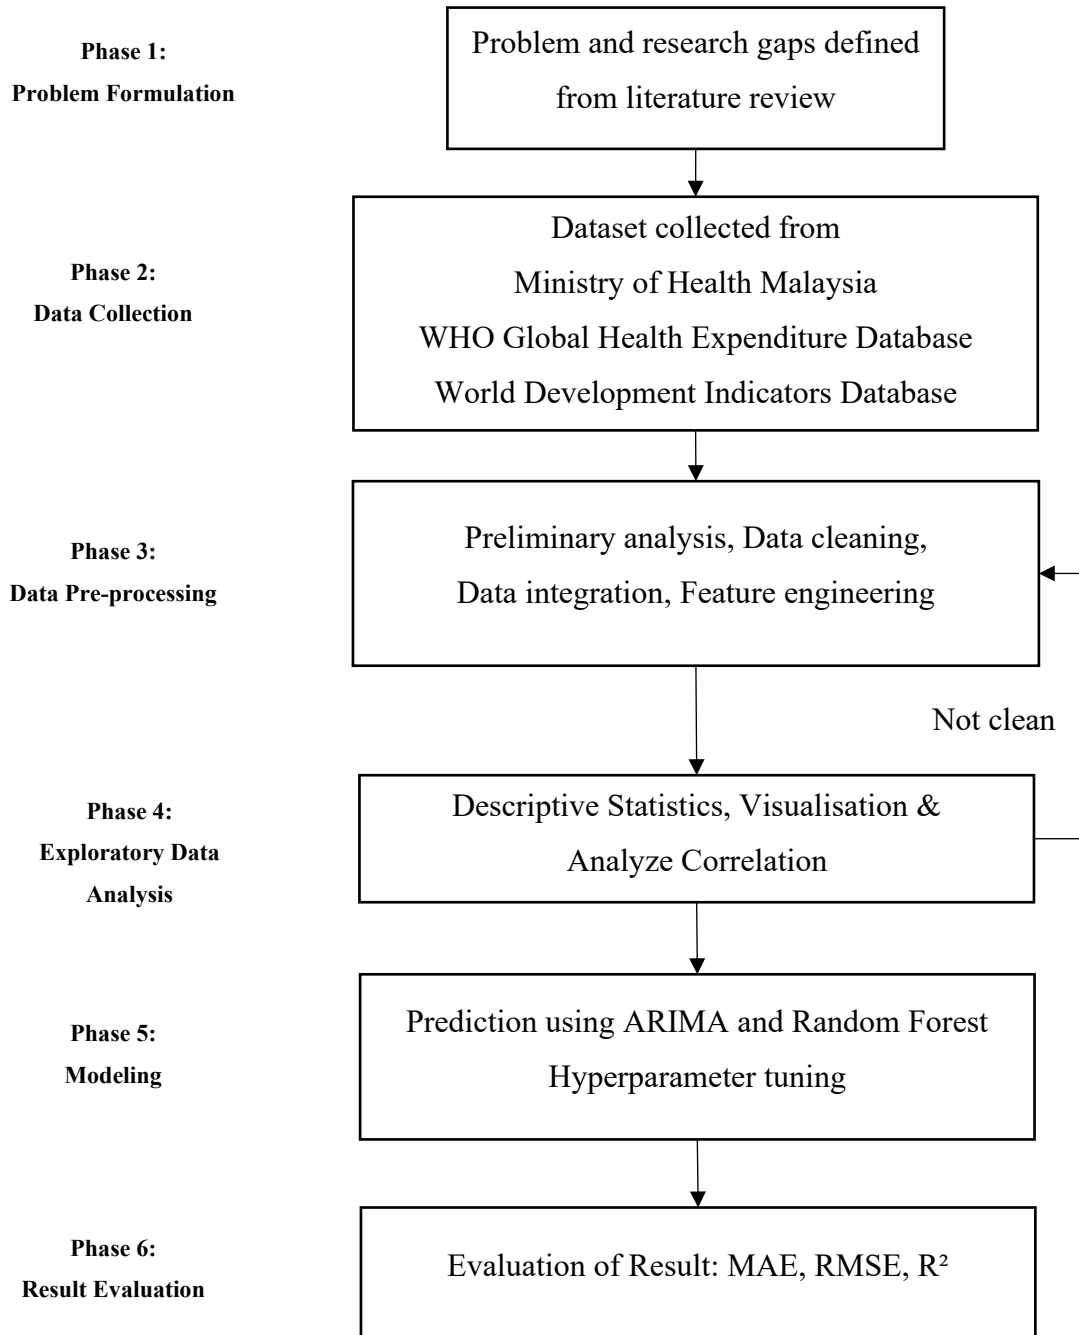 Phase 1:
Problem Formulation
Problem and research gaps defined
from literature review
Phase 2:
Data Collection
Dataset collected from
Ministry of Health Malaysia
WHO Global Health Expenditure Database
World Development Indicators Database
Phase 3:
Data Pre-processing
Preliminary analysis, Data cleaning,
Data integration, Feature engineering
Not clean
Phase 4:
Exploratory Data
Analysis
Descriptive Statistics, Visualisation &
Analyze Correlation
Phase 5:
Modeling
Prediction using ARIMA and Random Forest
Hyperparameter tuning
Phase 6:
Result Evaluation
Evaluation of Result: MAE, RMSE, R²